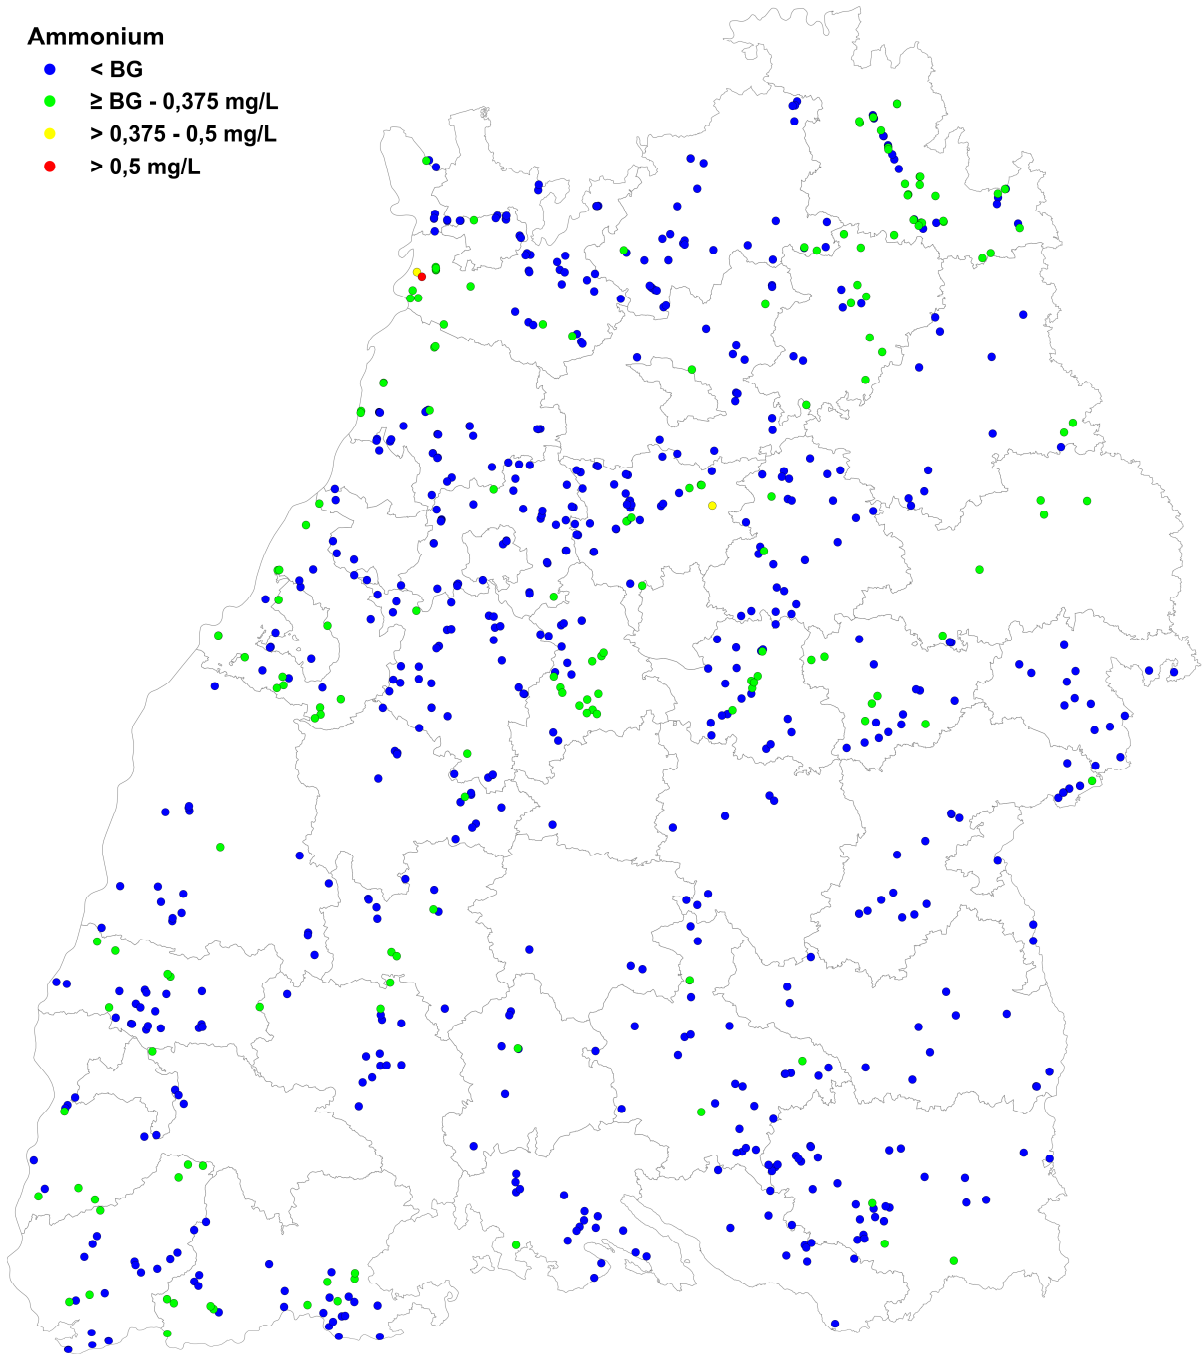 Ammonium
< BG
≥ BG - 0,375 mg/L
> 0,375 - 0,5 mg/L
> 0,5 mg/L